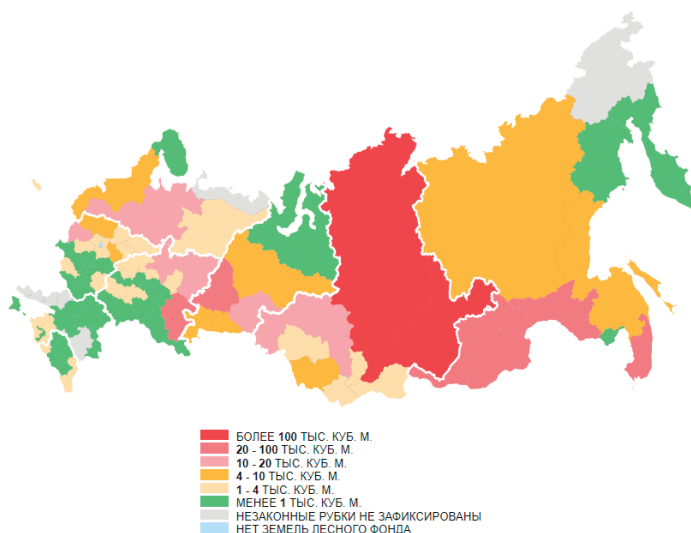 БОЛЕЕ 100 ТЫС. КУБ. М.
20 - 100 ТЫС. КУБ. М.
10 - 20 ТЫС. КУБ. М.
4 - 10 ТЫС. КУБ. М.
1 - 4 ТЫС. КУБ. М.
МЕНЕЕ 1 ТЫС. КУБ. М.
НЕЗАКОННЫЕ РУБКИ НЕ ЗАФИКСИРОВАНЫ
НЕТ ЗЕМЕЛЬ ЛЕСНОГО ФОНДА